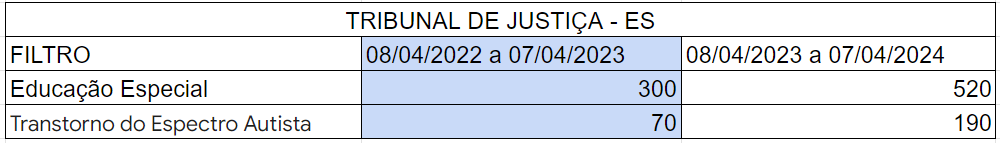 TRIBUNAL DE JUSTIÇA - ES
FILTRO 08/04/2022 a 07/04/2023 08/04/2023 a 07/04/2024
Educação Especial 300 520
Transtorno do Espectro Autista 70 190